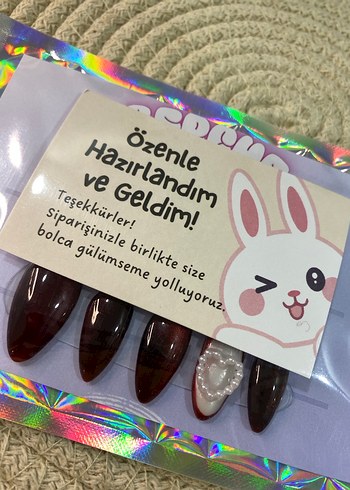 Özenle
Hazırlandım
ve Geldim!
Teşekkürler!
Siparişinizle birlikte size
bolca gülümseme yolluyoruz.